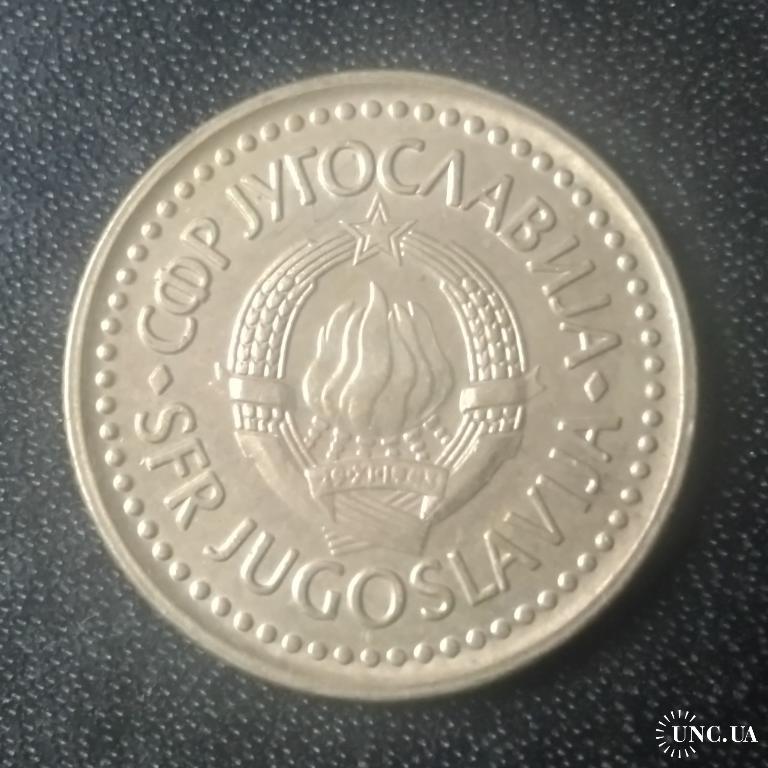 СФР ЈУГОСЛАВИЈА
SFR JUGOSLAVIJA
29·XI·1943
UNC.UA